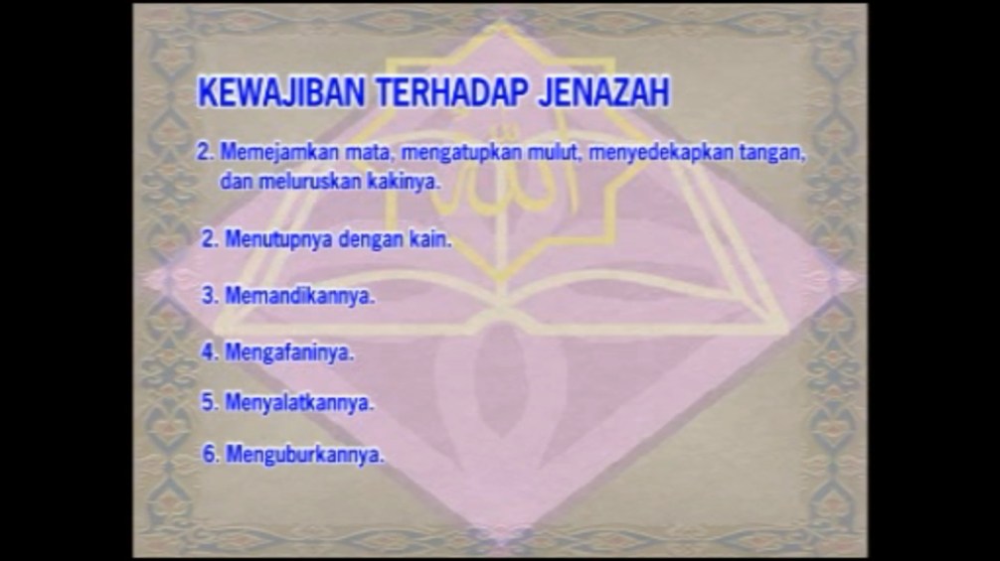 KEWAJIBAN TERHADAP JENAZAH
2. Memejamkan mata, mengatupkan mulut, menyedekapkan tangan,
dan meluruskan kakinya.
2. Menutupnya dengan kain.
3. Memandikannya.
4. Mengafaninya.
5. Menyalatkannya.
6. Menguburkannya.
الله